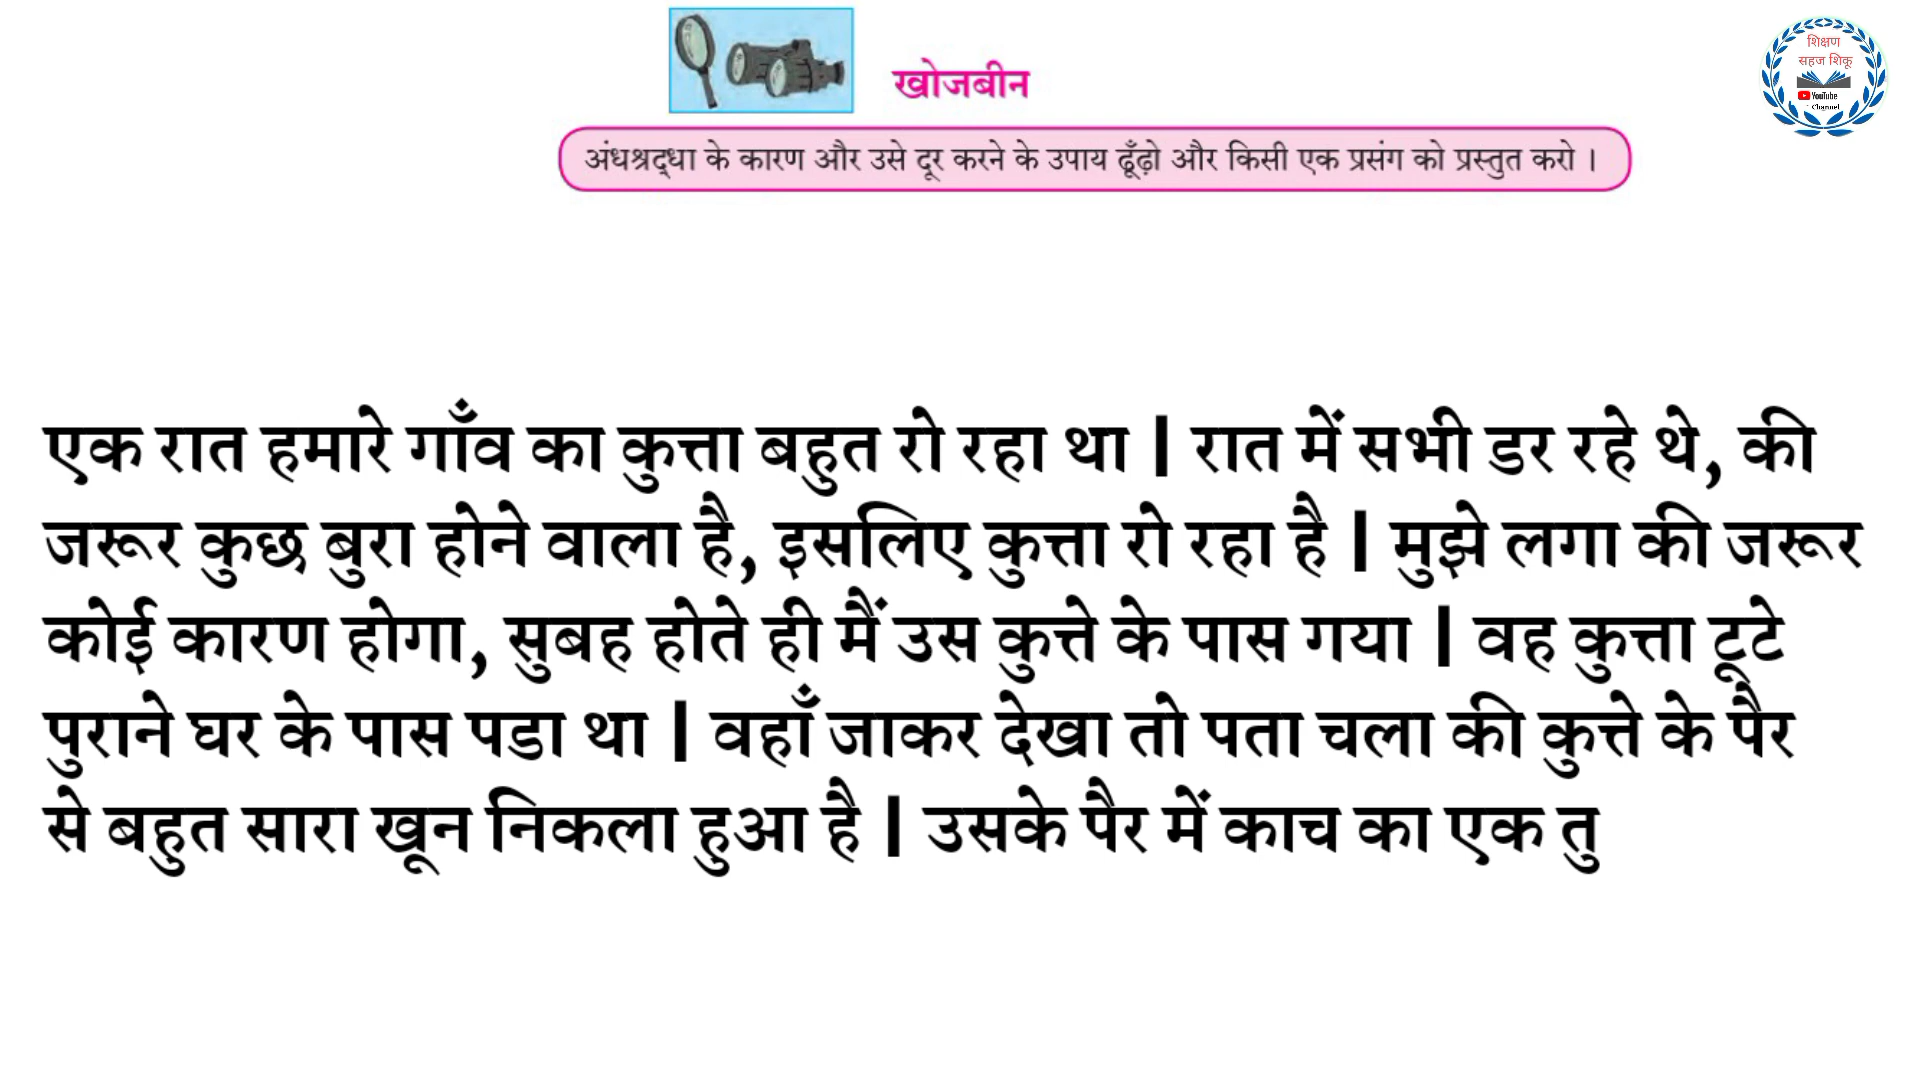 शिक्षण
सहज शिकू
YouTube
Channel
खोजबीन
अंधश्रद्धा के कारण और उसे दूर करने के उपाय ढूँढ़ो और किसी एक प्रसंग को प्रस्तुत करो ।
एक रात हमारे गाँव का कुत्ता बहुत रो रहा था | रात में सभी डर रहे थे, की
जरूर कुछ बुरा होने वाला है, इसलिए कुत्ता रो रहा है | मुझे लगा की जरूर
कोई कारण होगा, सुबह होते ही मैं उस कुत्ते के पास गया | वह कुत्ता टूटे
पुराने घर के पास पडा था | वहाँ जाकर देखा तो पता चला की कुत्ते के पैर
से बहुत सारा खून निकला हुआ है | उसके पैर में काच का एक तु